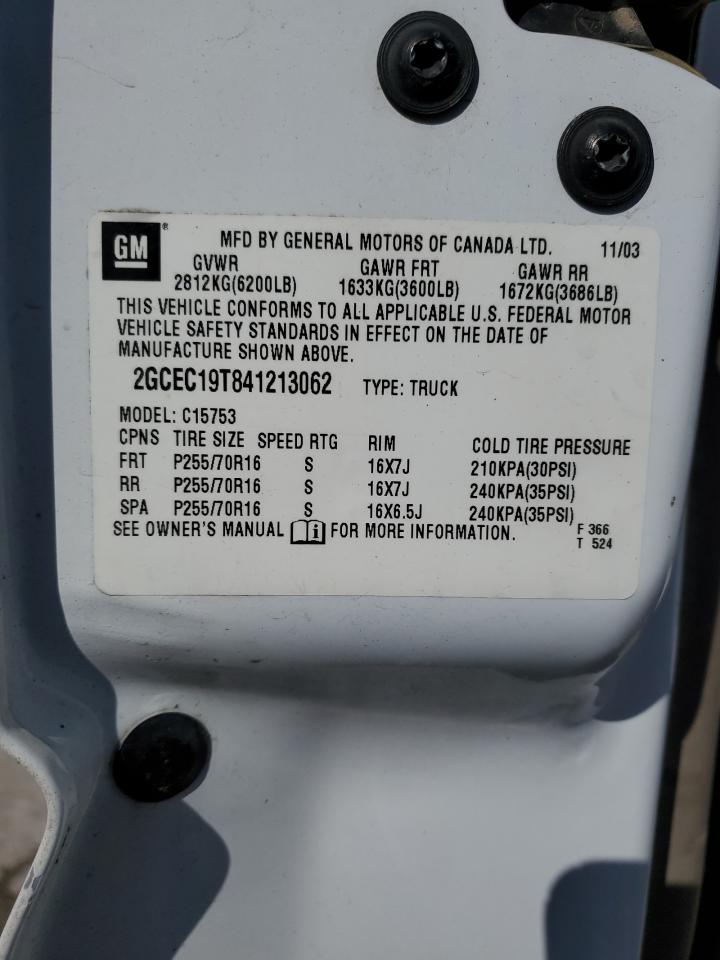 GM ® MFD BY GENERAL MOTORS OF CANADA LTD. 11/03
GVWR GAWR FRT GAWR RR
2812KG(6200LB) 1633KG(3600LB) 1672KG(3686LB)
THIS VEHICLE CONFORMS TO ALL APPLICABLE U.S. FEDERAL MOTOR
VEHICLE SAFETY STANDARDS IN EFFECT ON THE DATE OF
MANUFACTURE SHOWN ABOVE.
2GCEC19T841213062 TYPE: TRUCK
MODEL: C15753
CPNS TIRE SIZE SPEED RTG RIM COLD TIRE PRESSURE
FRT P255/70R16 S 16X7J 210KPA(30PSI)
RR P255/70R16 S 16X7J 240KPA(35PSI)
SPA P255/70R16 S 16X6.5J 240KPA(35PSI)
SEE OWNER'S MANUAL i FOR MORE INFORMATION. F 366
T 524